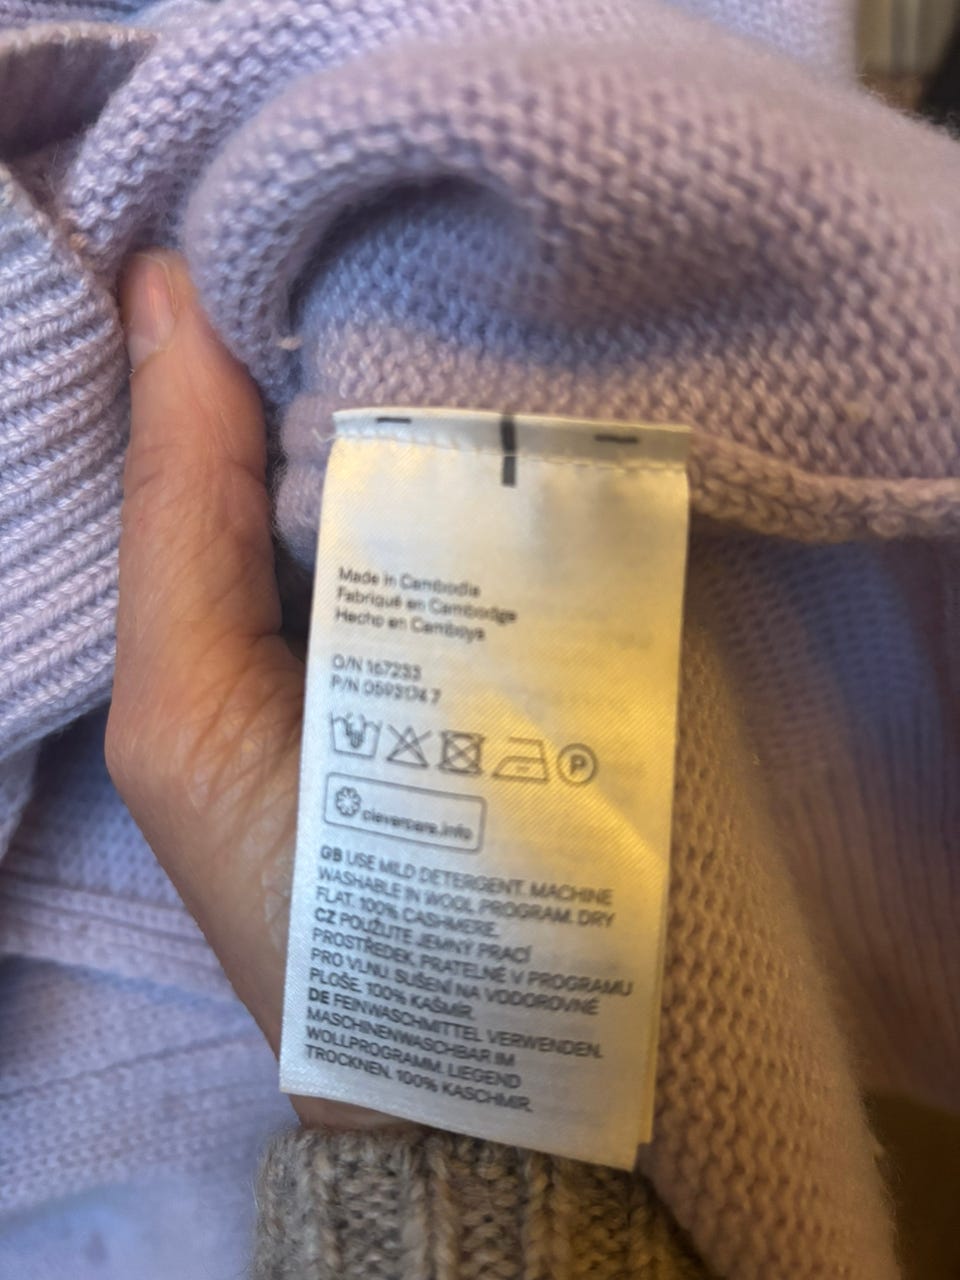 Made in Cambodia
Fabriqué en Cambodge
Hecho en Camboya
O/N 167233
P/N 0593174 7
P
clevercare.info
GB USE MILD DETERGENT. MACHINE
WASHABLE IN WOOL PROGRAM. DRY
FLAT. 100% CASHMERE.
CZ POUŽIJTE JEMNÝ PRACÍ
PROSTŘEDEK. PRATELNÉ V PROGRAMU
PRO VLNU. SUŠENÍ NA VODOROVNÉ
PLOŠE. 100% KAŠMÍR.
DE FEINWASCHMITTEL VERWENDEN.
MASCHINENWASCHBAR IM
WOLLPROGRAMM. LIEGEND
TROCKNEN. 100% KASCHMIR.